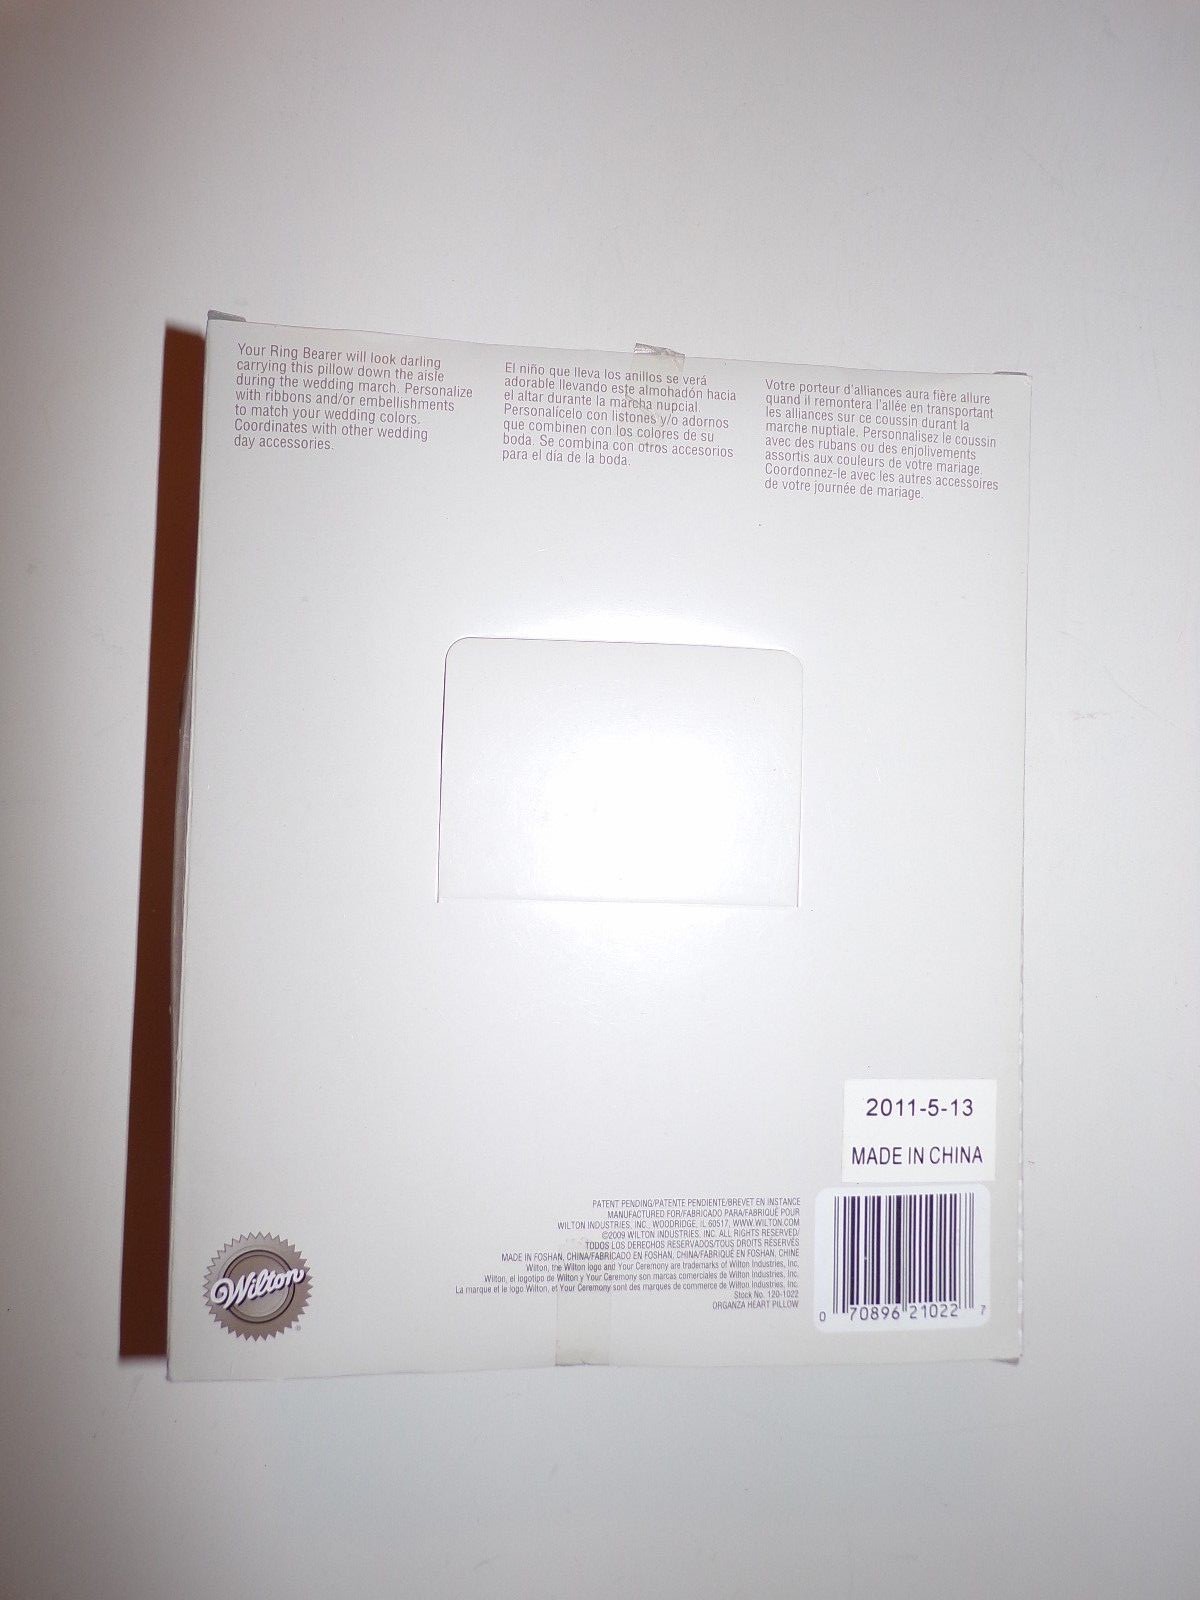 Your Ring Bearer will look darling
carrying this pillow down the aisle
during the wedding march. Personalize
with ribbons and/or embellishments
to match your wedding colors.
Coordinates with other wedding
day accessories.
El niño que lleva los anillos se verá
adorable llevando este almohadón hacia
el altar durante la marcha nupcial.
Personalícelo con listones y/o adornos
que combinen con los colores de su
boda. Se combina con otros accesorios
para el día de la boda.
Votre porteur d'alliances aura fière allure
quand il remontera l'allée en transportant
les alliances sur ce coussin durant la
marche nuptiale. Personnalisez le coussin
avec des rubans ou des enjolivements
assortis aux couleurs de votre mariage.
Coordonnez-le avec les autres accessoires
de votre journée de mariage.
2011-5-13
MADE IN CHINA
PATENT PENDING/PATENTE PENDIENTE/BREVET EN INSTANCE
MANUFACTURED FOR/FABRICADO PARA/FABRIQUÉ POUR
WILTON INDUSTRIES, INC., WOODRIDGE, IL 60517, WWW.WILTON.COM
©2009 WILTON INDUSTRIES, INC. ALL RIGHTS RESERVED/
TODOS LOS DERECHOS RESERVADOS/TOUS DROITS RÉSERVÉS
MADE IN FOSHAN, CHINA/FABRICADO EN FOSHAN, CHINA/FABRIQUÉ EN FOSHAN, CHINE
Wilton, the Wilton logo and Your Ceremony are trademarks of Wilton Industries, Inc.
Wilton, el logotipo de Wilton y Your Ceremony son marcas comerciales de Wilton Industries, Inc.
La marque et le logo Wilton, et Your Ceremony sont des marques de commerce de Wilton Industries, Inc.
Stock No. 120-1022
ORGANZA HEART PILLOW
Wilton®
0 70896 21022 7